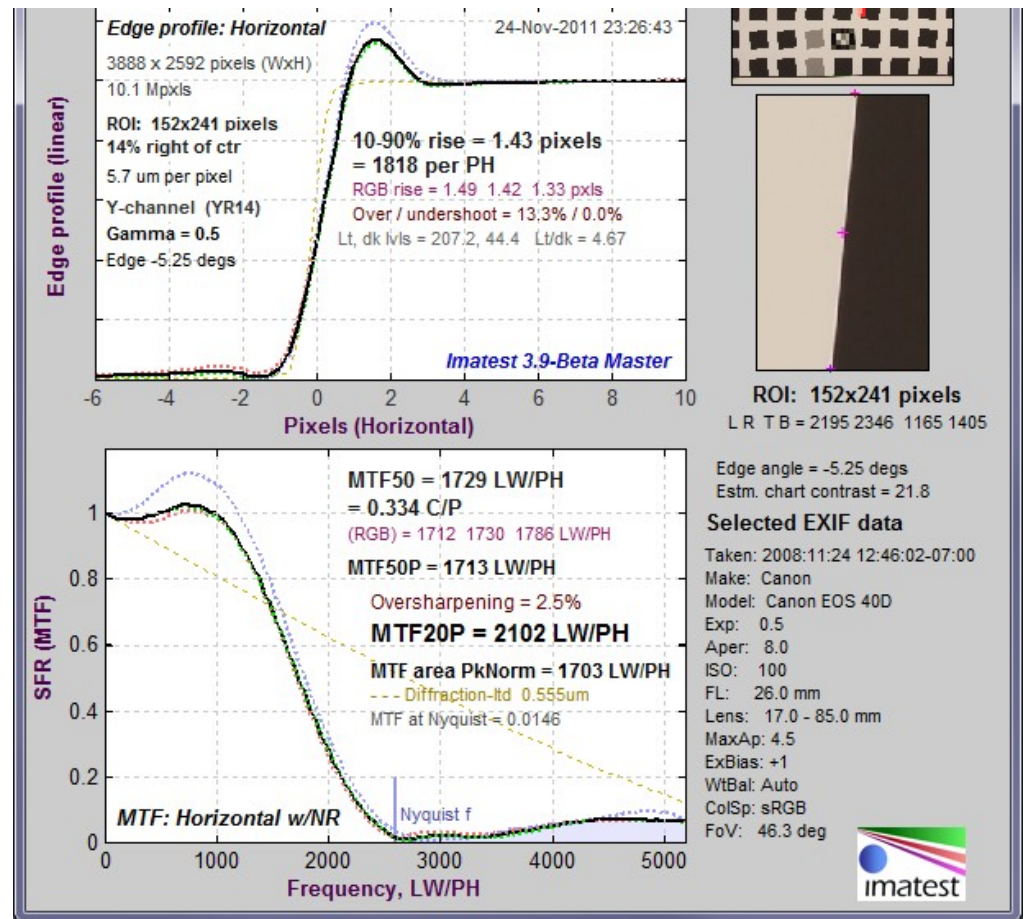 Edge profile: Horizontal
24-Nov-2011 23:26:43
3888 x 2592 pixels (WxH)
10.1 Mpxls
ROI: 152x241 pixels
14% right of ctr
5.7 um per pixel
Y-channel (YR14)
Gamma = 0.5
Edge -5.25 degs
10-90% rise = 1.43 pixels
= 1818 per PH
RGB rise = 1.49 1.42 1.33 pxls
Over / undershoot = 13.3% / 0.0%
Lt, dk lvls = 207.2, 44.4 Lt/dk = 4.67
Imatest 3.9-Beta Master
Edge profile (linear)
-6 -4 -2 0 2 4 6 8 10
Pixels (Horizontal)
ROI: 152x241 pixels
L R T B = 2195 2346 1165 1405
MTF50 = 1729 LW/PH
= 0.334 C/P
(RGB) = 1712 1730 1786 LW/PH
MTF50P = 1713 LW/PH
Oversharpening = 2.5%
MTF20P = 2102 LW/PH
MTF area PkNorm = 1703 LW/PH
--- Diffraction-ltd 0.555um
MTF at Nyquist = 0.0146
Nyquist f
MTF: Horizontal w/NR
SFR (MTF)
1
0.8
0.6
0.4
0.2
0
0 1000 2000 3000 4000 5000
Frequency, LW/PH
Edge angle = -5.25 degs
Estm. chart contrast = 21.8
Selected EXIF data
Taken: 2008:11:24 12:46:02-07:00
Make: Canon
Model: Canon EOS 40D
Exp: 0.5
Aper: 8.0
ISO: 100
FL: 26.0 mm
Lens: 17.0 - 85.0 mm
MaxAp: 4.5
ExBias: +1
WtBal: Auto
ColSp: sRGB
FoV: 46.3 deg
imatest